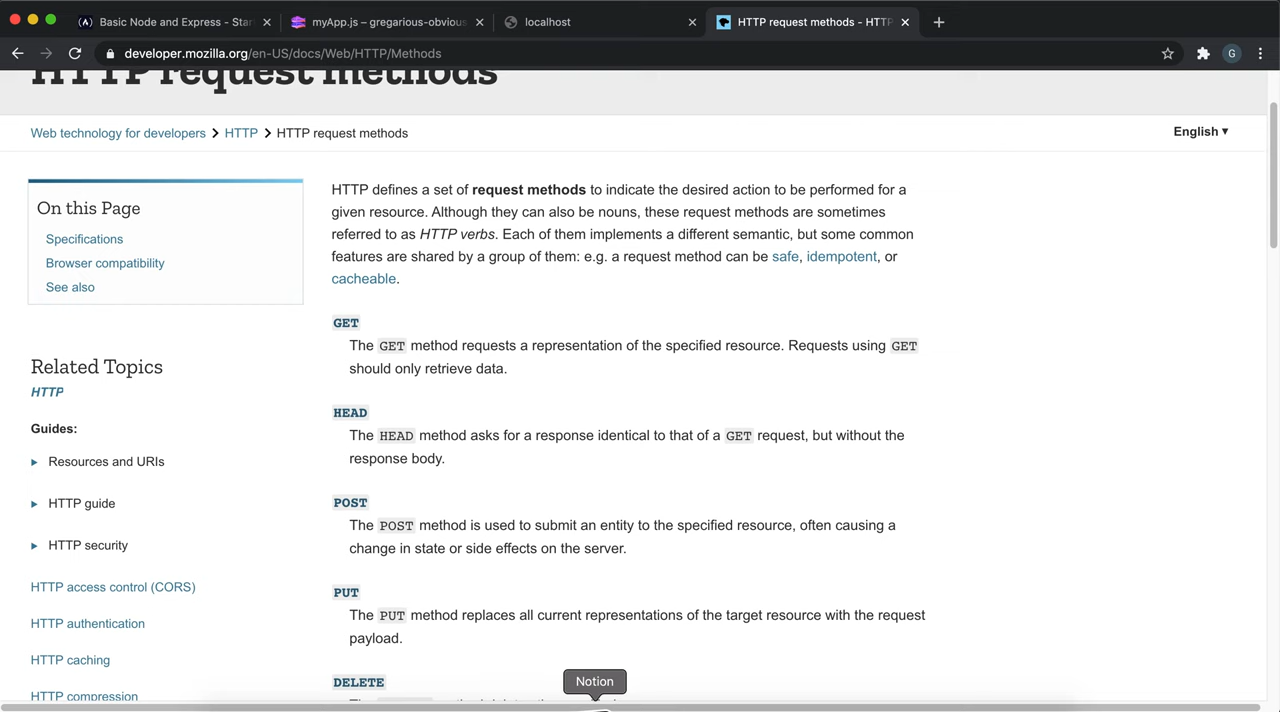 Basic Node and Express - Star
myApp.js – gregarious-obvious
localhost
HTTP request methods - HTTP
developer.mozilla.org/en-US/docs/Web/HTTP/Methods
G
HTTP request methods
Web technology for developers
HTTP
HTTP request methods
English ▼
On this Page
Specifications
Browser compatibility
See also
Related Topics
HTTP
Guides:
Resources and URIs
HTTP guide
HTTP security
HTTP access control (CORS)
HTTP authentication
HTTP caching
HTTP compression
HTTP defines a set of request methods to indicate the desired action to be performed for a
given resource. Although they can also be nouns, these request methods are sometimes
referred to as HTTP verbs. Each of them implements a different semantic, but some common
features are shared by a group of them: e.g. a request method can be safe, idempotent, or
cacheable.
GET
The GET method requests a representation of the specified resource. Requests using GET
should only retrieve data.
HEAD
The HEAD method asks for a response identical to that of a GET request, but without the
response body.
POST
The POST method is used to submit an entity to the specified resource, often causing a
change in state or side effects on the server.
PUT
The PUT method replaces all current representations of the target resource with the request
payload.
DELETE
Notion